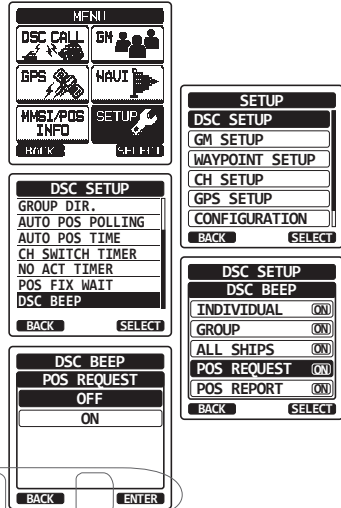 MENU
DSC CALL GM
GPS NAVI
MMSI/POS INFO SETUP
BACK SELECT
SETUP
DSC SETUP
GM SETUP
WAYPOINT SETUP
CH SETUP
GPS SETUP
CONFIGURATION
BACK SELECT
DSC SETUP
GROUP DIR.
AUTO POS POLLING
AUTO POS TIME
CH SWITCH TIMER
NO ACT TIMER
POS FIX WAIT
DSC BEEP
BACK SELECT
DSC SETUP
DSC BEEP
INDIVIDUAL ON
GROUP ON
ALL SHIPS ON
POS REQUEST ON
POS REPORT ON
BACK SELECT
DSC BEEP
POS REQUEST
OFF
ON
BACK ENTER